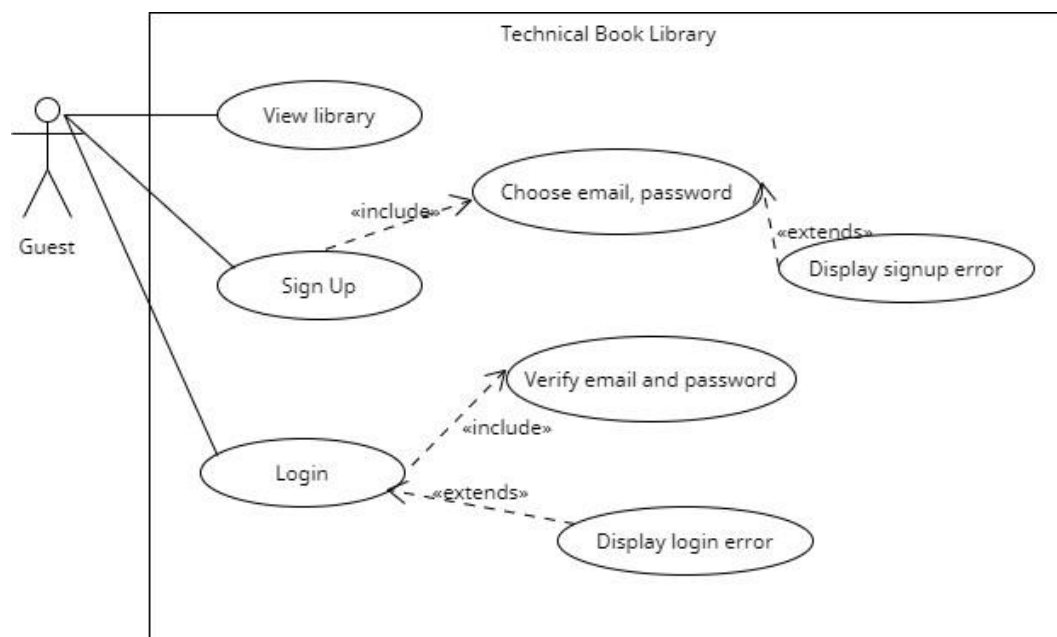 Technical Book Library
View library
Choose email, password
«include»
«extends»
Guest
Display signup error
Sign Up
Verify email and password
«include»
Login
«extends»
Display login error